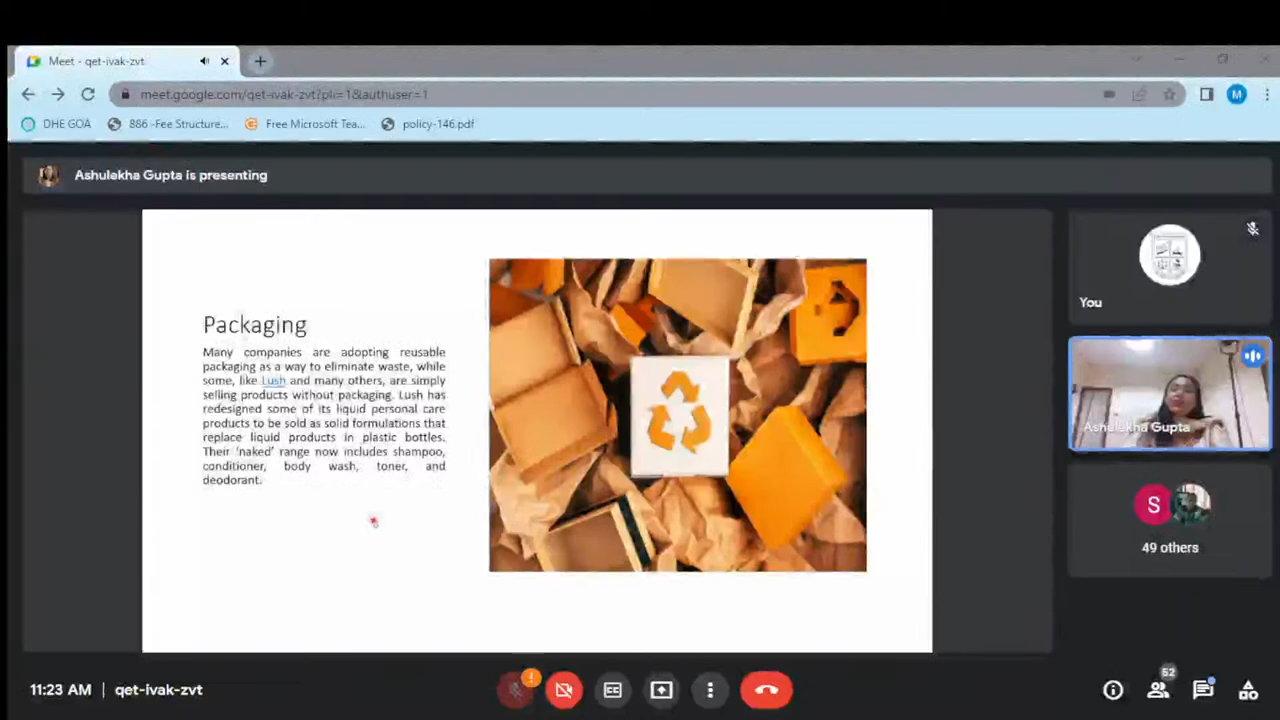 Meet - qet-ivak-zvt
meet.google.com/qet-ivak-zvt?pli=1&authuser=1
M
DHE GOA
886 -Fee Structure...
Free Microsoft Tea...
policy-146.pdf
Ashulekha Gupta is presenting
Packaging
Many companies are adopting reusable
packaging as a way to eliminate waste, while
some, like Lush and many others, are simply
selling products without packaging. Lush has
redesigned some of its liquid personal care
products to be sold as solid formulations that
replace liquid products in plastic bottles.
Their 'naked' range now includes shampoo,
conditioner, body wash, toner, and
deodorant.
You
Ashulekha Gupta
S
49 others
11:23 AM | qet-ivak-zvt
CC
52